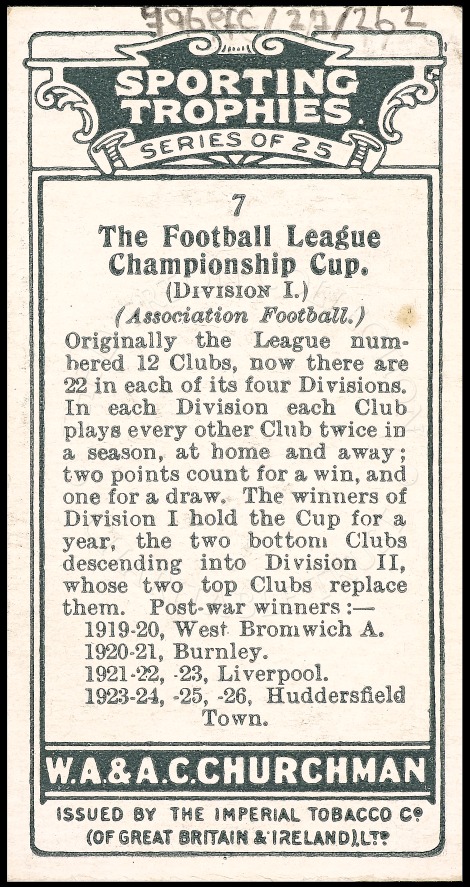 996PFC/27/262
SPORTING
TROPHIES.
SERIES OF 25
7
The Football League
Championship Cup.
(DIVISION I.)
(Association Football.)
Originally the League num-
bered 12 Clubs, now there are
22 in each of its four Divisions.
In each Division each Club
plays every other Club twice in
a season, at home and away;
two points count for a win, and
one for a draw. The winners of
Division I hold the Cup for a
year, the two bottom Clubs
descending into Division II,
whose two top Clubs replace
them. Post-war winners:—
1919-20, West Bromwich A.
1920-21, Burnley.
1921-22, -23, Liverpool.
1923-24, -25, -26, Huddersfield
Town.
W.A & A.C. CHURCHMAN
ISSUED BY THE IMPERIAL TOBACCO Co
(OF GREAT BRITAIN & IRELAND), LTD